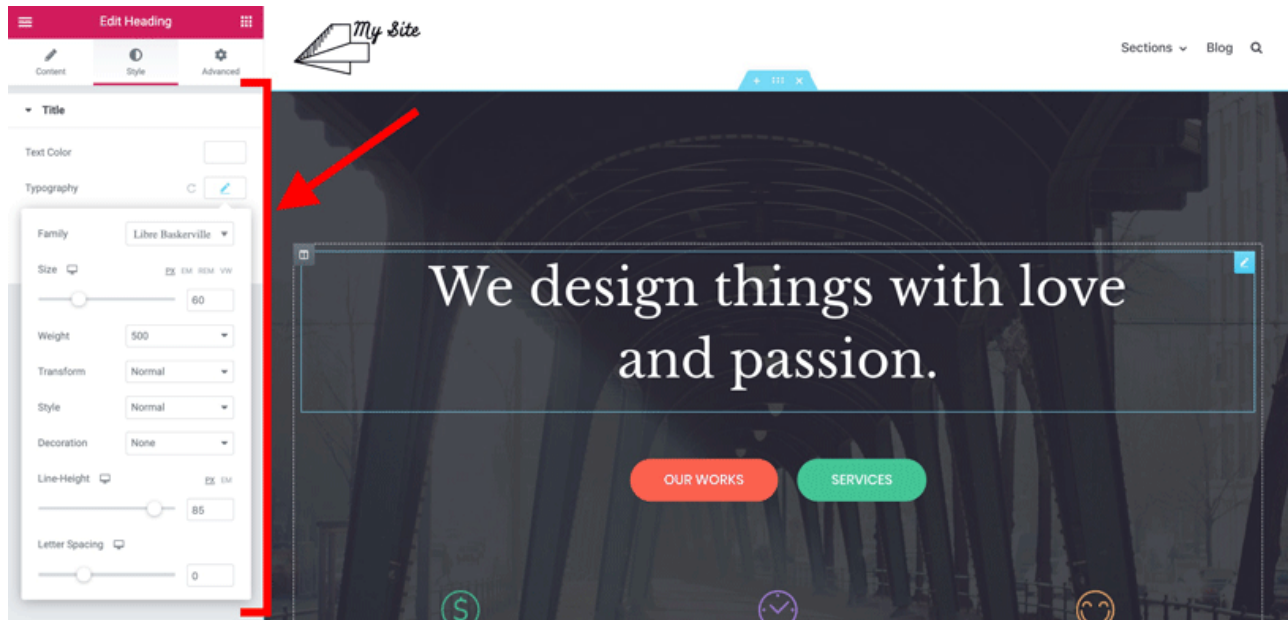 Edit Heading
Content Style Advanced
Title
Text Color
Typography
Family Libre Baskerville
Size PX EM REM VW
60
Weight 500
Transform Normal
Style Normal
Decoration None
Line-Height PX EM
85
Letter Spacing
0
My Site
Sections Blog
We design things with love
and passion.
OUR WORKS SERVICES